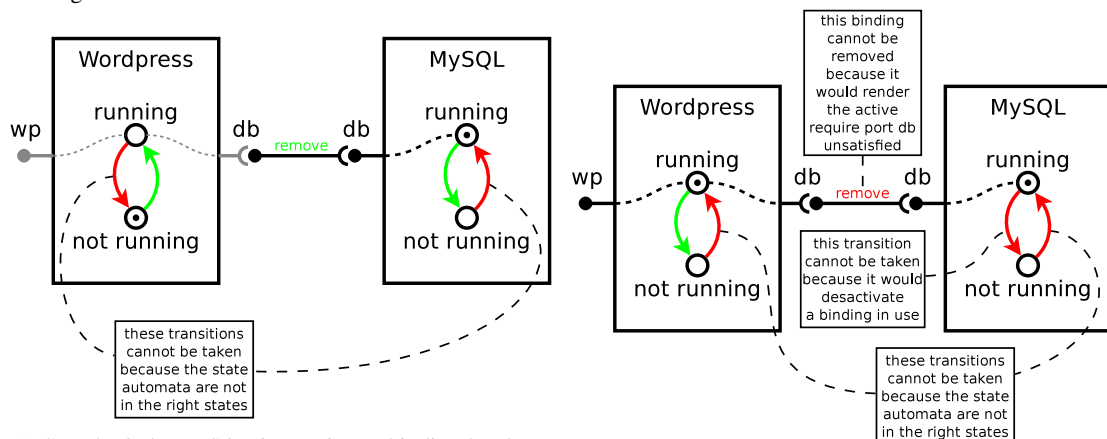 Wordpress
MySQL
running
running
wp
db
db
remove
not running
not running
these transitions
cannot be taken
because the state
automata are not
in the right states
this binding
cannot be
removed
because it
would render
the active
require port db
unsatisfied
Wordpress
MySQL
running
running
wp
db
db
remove
not running
not running
this transition
cannot be taken
because it would
desactivate
a binding in use
these transitions
cannot be taken
because the state
automata are not
in the right states